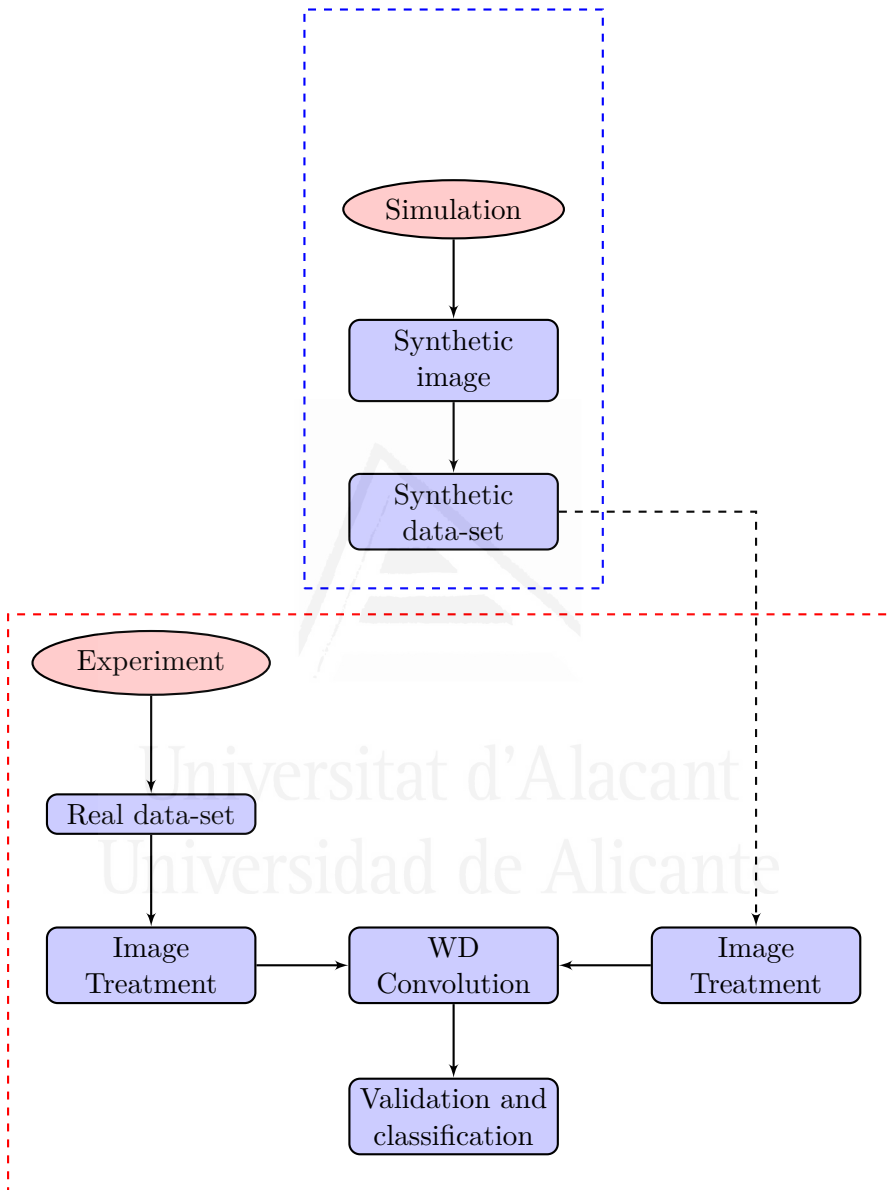 Simulation
Synthetic
image
Synthetic
data-set
Experiment
Universitat d'Alacant
Real data-set
Universidad de Alicante
Image
Treatment
WD
Convolution
Image
Treatment
Validation and
classification